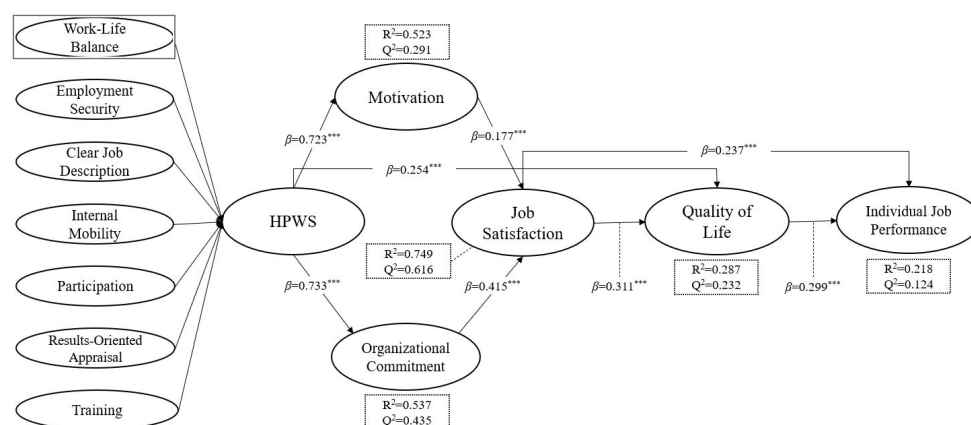 Work-Life
Balance
Employment
Security
Clear Job
Description
Internal
Mobility
Participation
Results-Oriented
Appraisal
Training
HPWS
R²=0.523
Q²=0.291
Motivation
β=0.723***
β=0.177***
β=0.254***
β=0.237***
Job
Satisfaction
R²=0.749
Q²=0.616
β=0.733***
β=0.415***
Organizational
Commitment
R²=0.537
Q²=0.435
β=0.311***
Quality of
Life
R²=0.287
Q²=0.232
β=0.299***
Individual Job
Performance
R²=0.218
Q²=0.124